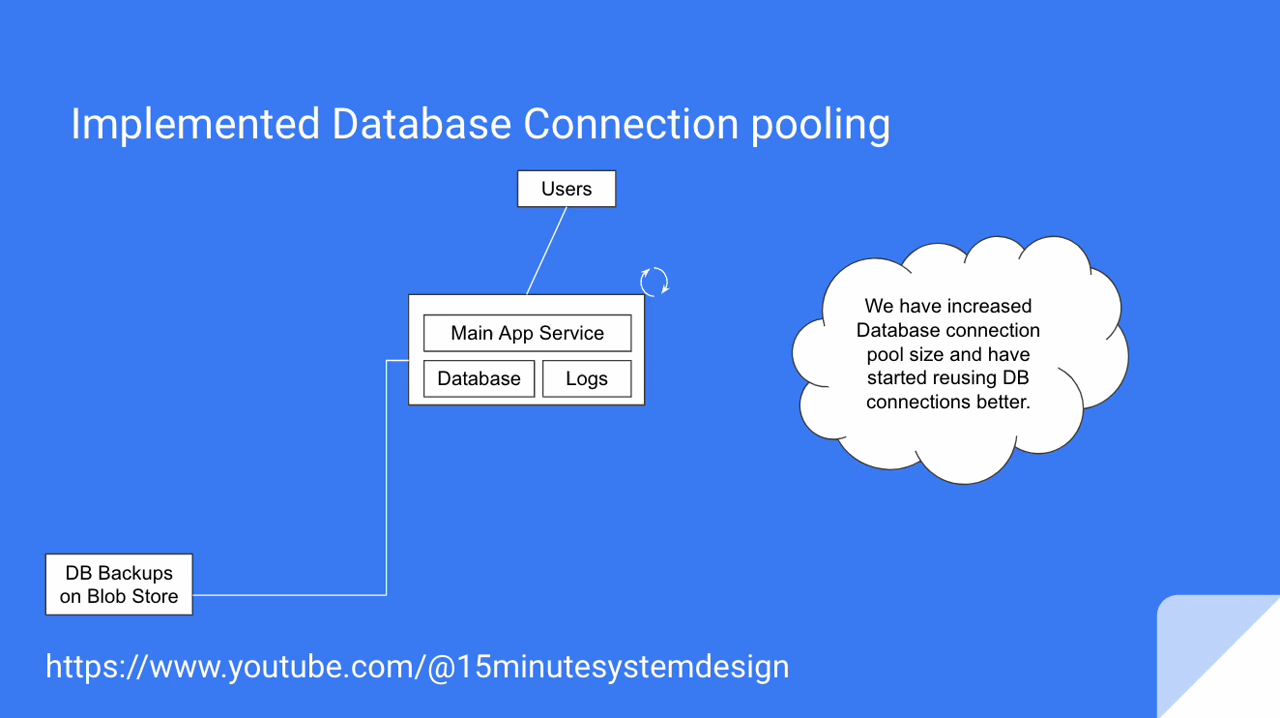 Implemented Database Connection pooling
Users
Main App Service
Database
Logs
We have increased
Database connection
pool size and have
started reusing DB
connections better.
DB Backups
on Blob Store
https://www.youtube.com/@15minutesystemdesign